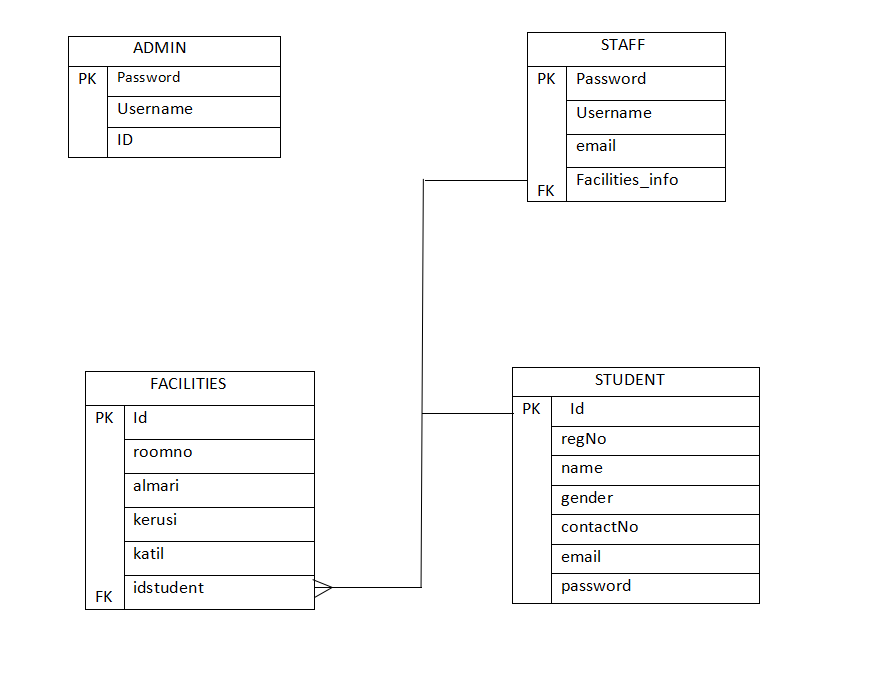 ADMIN
PK Password
Username
ID
STAFF
PK Password
Username
email
Facilities_info
FK
FACILITIES
PK Id
roomno
almari
kerusi
katil
idstudent
FK
STUDENT
PK Id
regNo
name
gender
contactNo
email
password